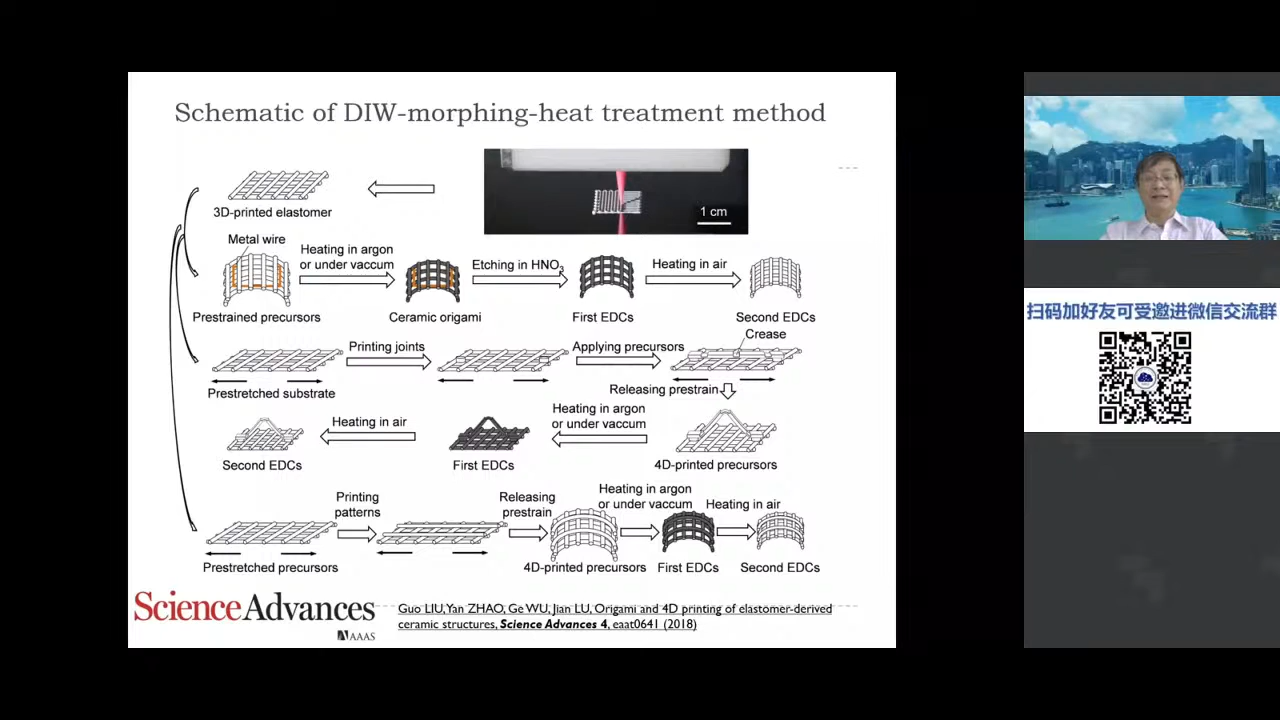 Schematic of DIW-morphing-heat treatment method
1 cm
3D-printed elastomer
Metal wire
Heating in argon
or under vaccum
Etching in HNO3
Heating in air
Prestrained precursors
Ceramic origami
First EDCs
Second EDCs
Crease
Printing joints
Applying precursors
Prestretched substrate
Releasing prestrain
Heating in air
Heating in argon
or under vaccum
Second EDCs
First EDCs
4D-printed precursors
Printing
patterns
Releasing
prestrain
Heating in argon
or under vaccum
Heating in air
Prestretched precursors
4D-printed precursors
First EDCs
Second EDCs
ScienceAdvances
AAAS
Guo LIU, Yan ZHAO, Ge WU, Jian LU, Origami and 4D printing of elastomer-derived
ceramic structures, Science Advances 4, eaat0641 (2018)
扫码加好友可受邀进微信交流群